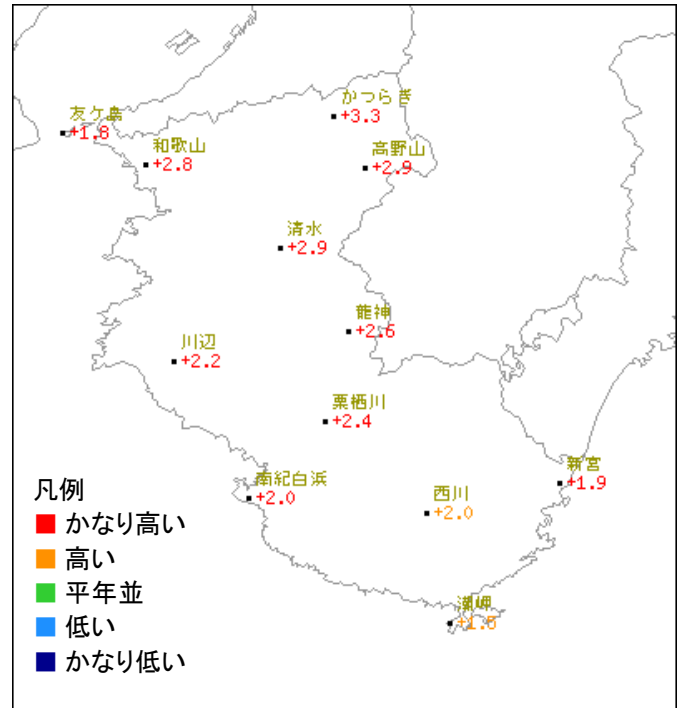 かつらぎ
+3.3
友ケ島
+1.8
和歌山
+2.8
高野山
+2.9
清水
+2.9
龍神
+2.6
川辺
+2.2
栗栖川
+2.4
新宮
+1.9
南紀白浜
+2.0
西川
+2.0
潮岬
凡例
かなり高い
高い
平年並
低い
かなり低い